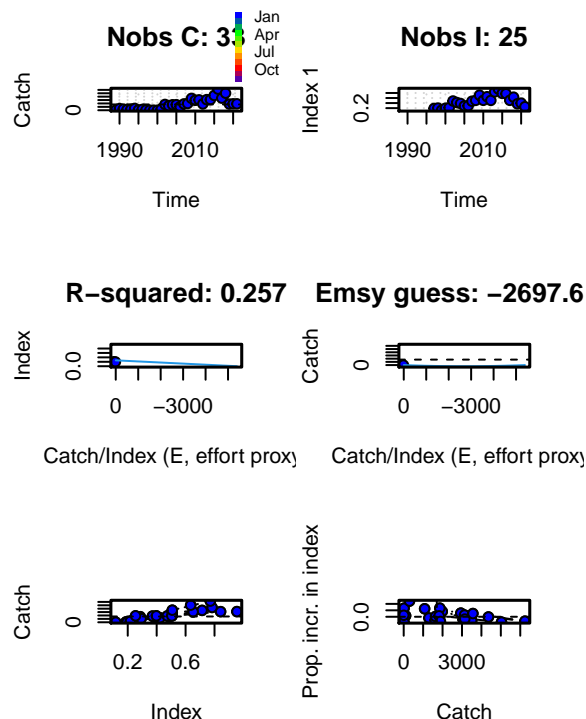 Nobs C: 33
Jan
Apr
Jul
Oct
Catch
0
1990 2010
Time
Nobs I: 25
Index 1
0.2
1990 2010
Time
R−squared: 0.257
Index
0.0
0 −3000
Catch/Index (E, effort proxy
Emsy guess: −2697.6
Catch
0
0 −3000
Catch/Index (E, effort proxy
Catch
0
0.2 0.6
Index
Prop. incr. in index
0.0
0 3000
Catch